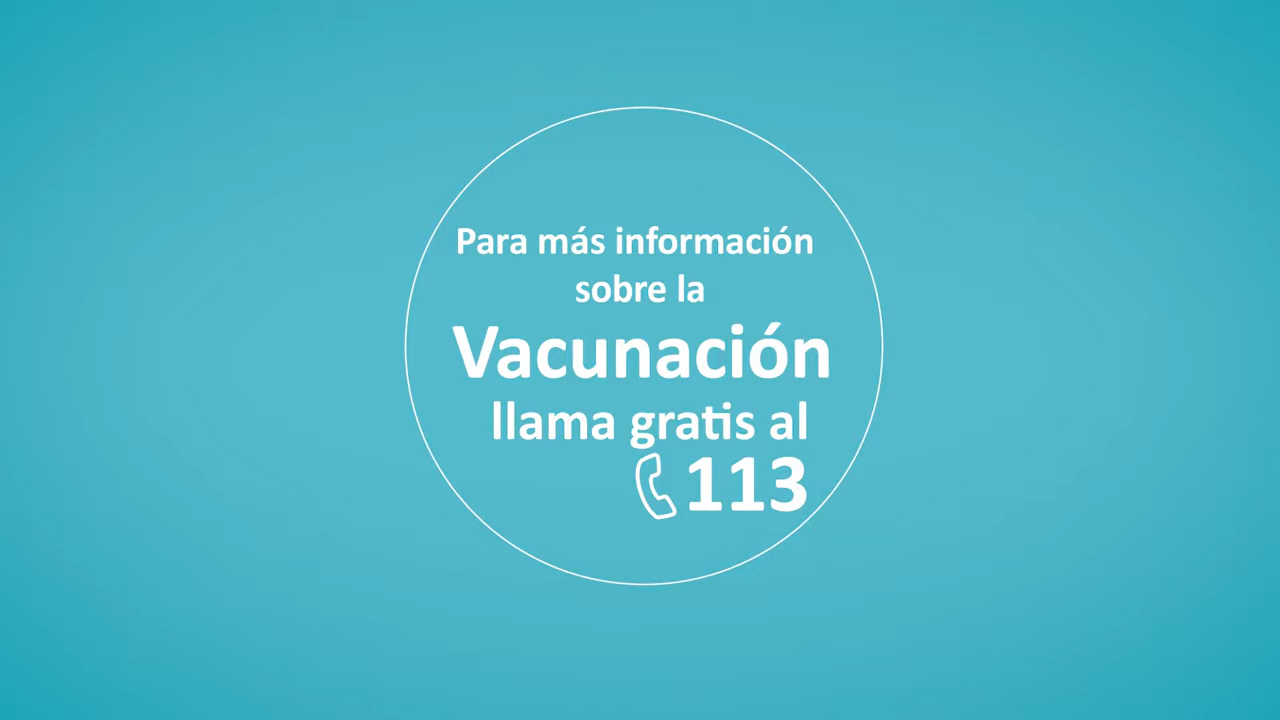 Para más información
sobre la
Vacunación
llama gratis al
113